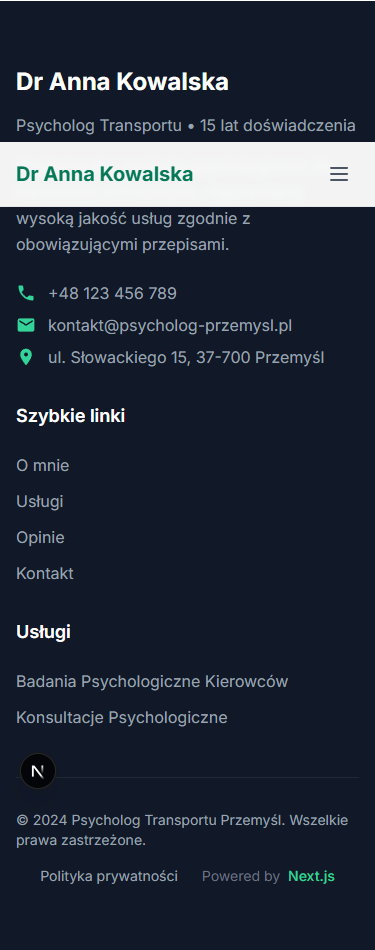 Dr Anna Kowalska
Psycholog Transportu • 15 lat doświadczenia
Dr Anna Kowalska
wysoką jakość usług zgodnie z
obowiązującymi przepisami.
+48 123 456 789
kontakt@psycholog-przemysl.pl
ul. Słowackiego 15, 37-700 Przemyśl
Szybkie linki
O mnie
Usługi
Opinie
Kontakt
Usługi
Badania Psychologiczne Kierowców
Konsultacje Psychologiczne
N
© 2024 Psycholog Transportu Przemyśl. Wszelkie
prawa zastrzeżone.
Polityka prywatności Powered by Next.js